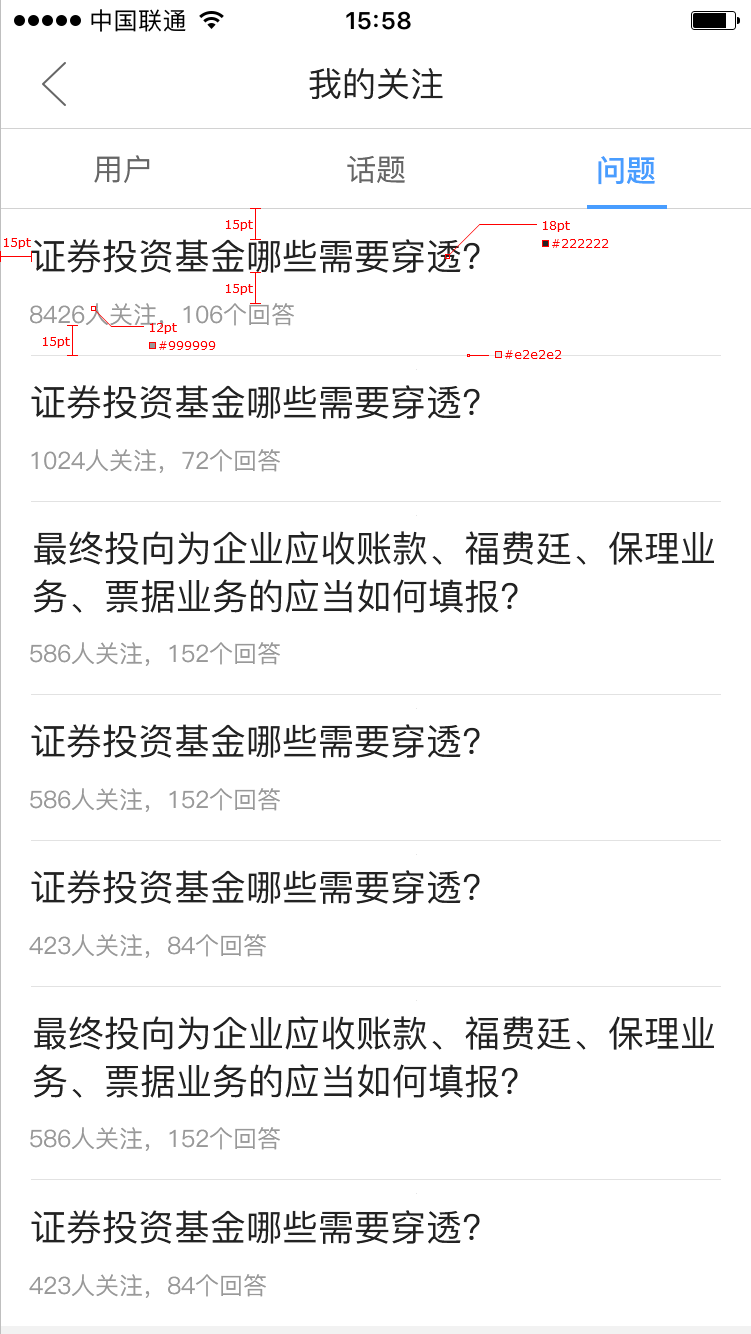 中国联通 15:58
我的关注
用户 话题 问题
15pt 18pt
15pt #222222
证券投资基金哪些需要穿透?
15pt
8426人关注，106个回答
12pt
15pt #999999
#e2e2e2
证券投资基金哪些需要穿透?
1024人关注，72个回答
最终投向为企业应收账款、福费廷、保理业
务、票据业务的应当如何填报?
586人关注，152个回答
证券投资基金哪些需要穿透?
586人关注，152个回答
证券投资基金哪些需要穿透?
423人关注，84个回答
最终投向为企业应收账款、福费廷、保理业
务、票据业务的应当如何填报?
586人关注，152个回答
证券投资基金哪些需要穿透?
423人关注，84个回答